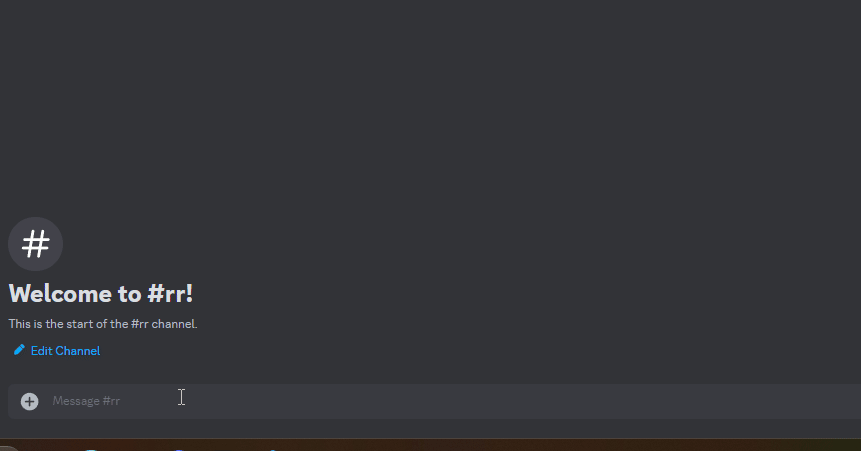 #
Welcome to #rr!
This is the start of the #rr channel.
Edit Channel
Message #rr